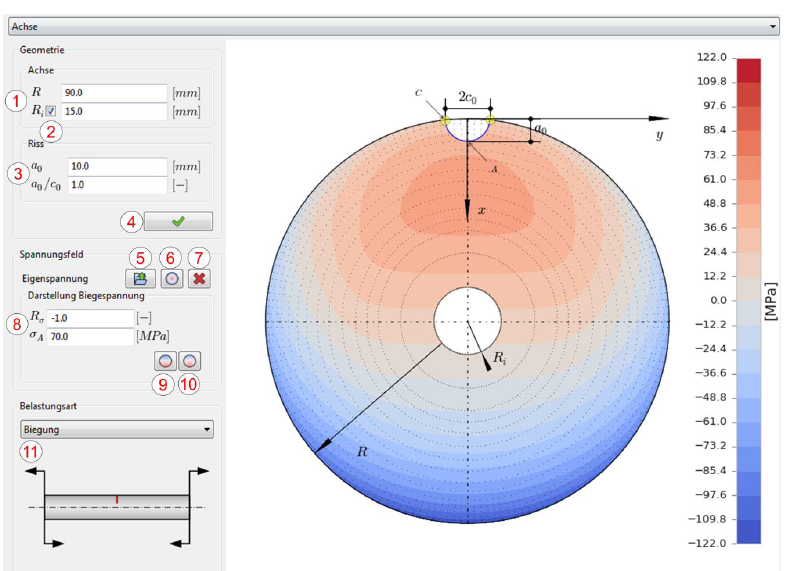 Achse
Geometrie
Achse
R 90.0 [mm]
1
R_i 15.0 [mm]
2
Riss
3
a_0 10.0 [mm]
a_0/c_0 1.0 [−]
4
Spannungsfeld
5 6 7
Eigenspannung
Darstellung Biegespannung
8
R_σ -1.0 [−]
σ_A 70.0 [MPa]
9 10
Belastungsart
Biegung
11
C
2c_0
a_0
y
A
x
R_i
R
122.0
109.8
97.6
85.4
73.2
61.0
48.8
36.6
24.4
12.2
0.0
−12.2
−24.4
−36.6
−48.8
−61.0
−73.2
−85.4
−97.6
−109.8
−122.0
[MPa]